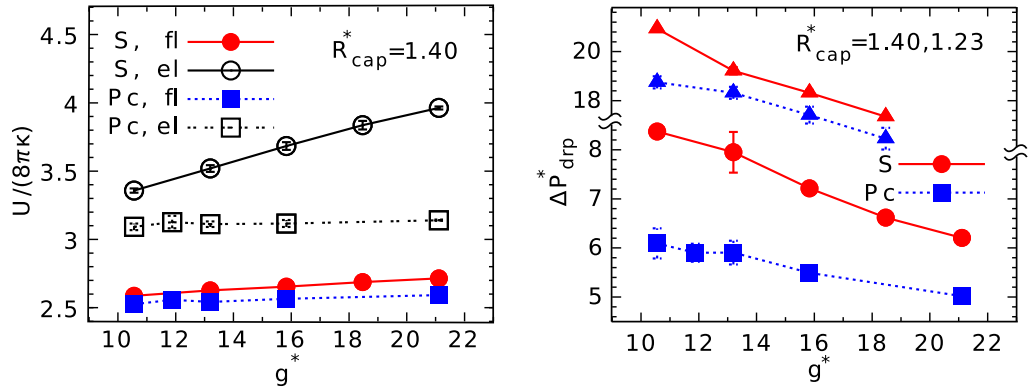 4.5
4
3.5
3
2.5
U/(8πκ)
S, fl
S, el
Pc, fl
Pc, el
R*cap=1.40
10 12 14 16 18 20 22
g*
20
18
8
7
6
5
ΔP*drp
R*cap=1.40,1.23
S
Pc
10 12 14 16 18 20 22
g*